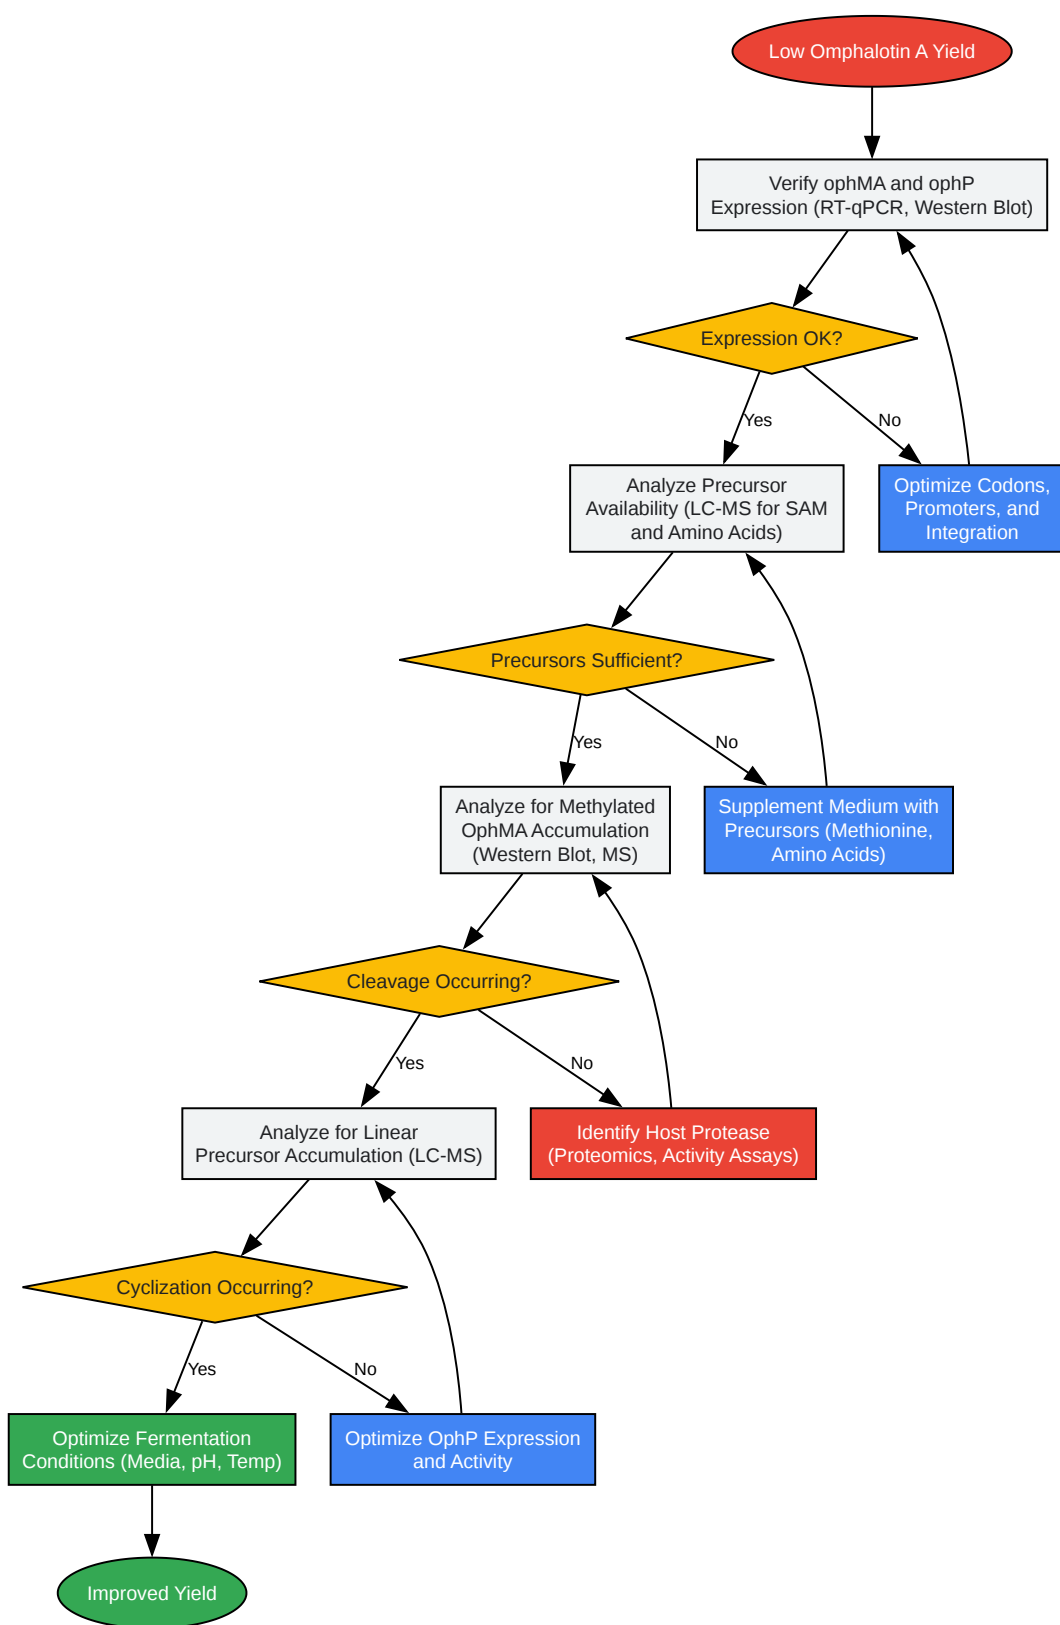 Low Omphalotin A Yield
Verify ophMA and ophP
Expression (RT-qPCR, Western Blot)
Expression OK?
Yes
No
Analyze Precursor
Availability (LC-MS for SAM
and Amino Acids)
Optimize Codons,
Promoters, and
Integration
Precursors Sufficient?
Yes
No
Analyze for Methylated
OphMA Accumulation
(Western Blot, MS)
Supplement Medium with
Precursors (Methionine,
Amino Acids)
Cleavage Occurring?
Yes
No
Analyze for Linear
Precursor Accumulation (LC-MS)
Identify Host Protease
(Proteomics, Activity Assays)
Cyclization Occurring?
Yes
No
Optimize Fermentation
Conditions (Media, pH, Temp)
Optimize OphP Expression
and Activity
Improved Yield